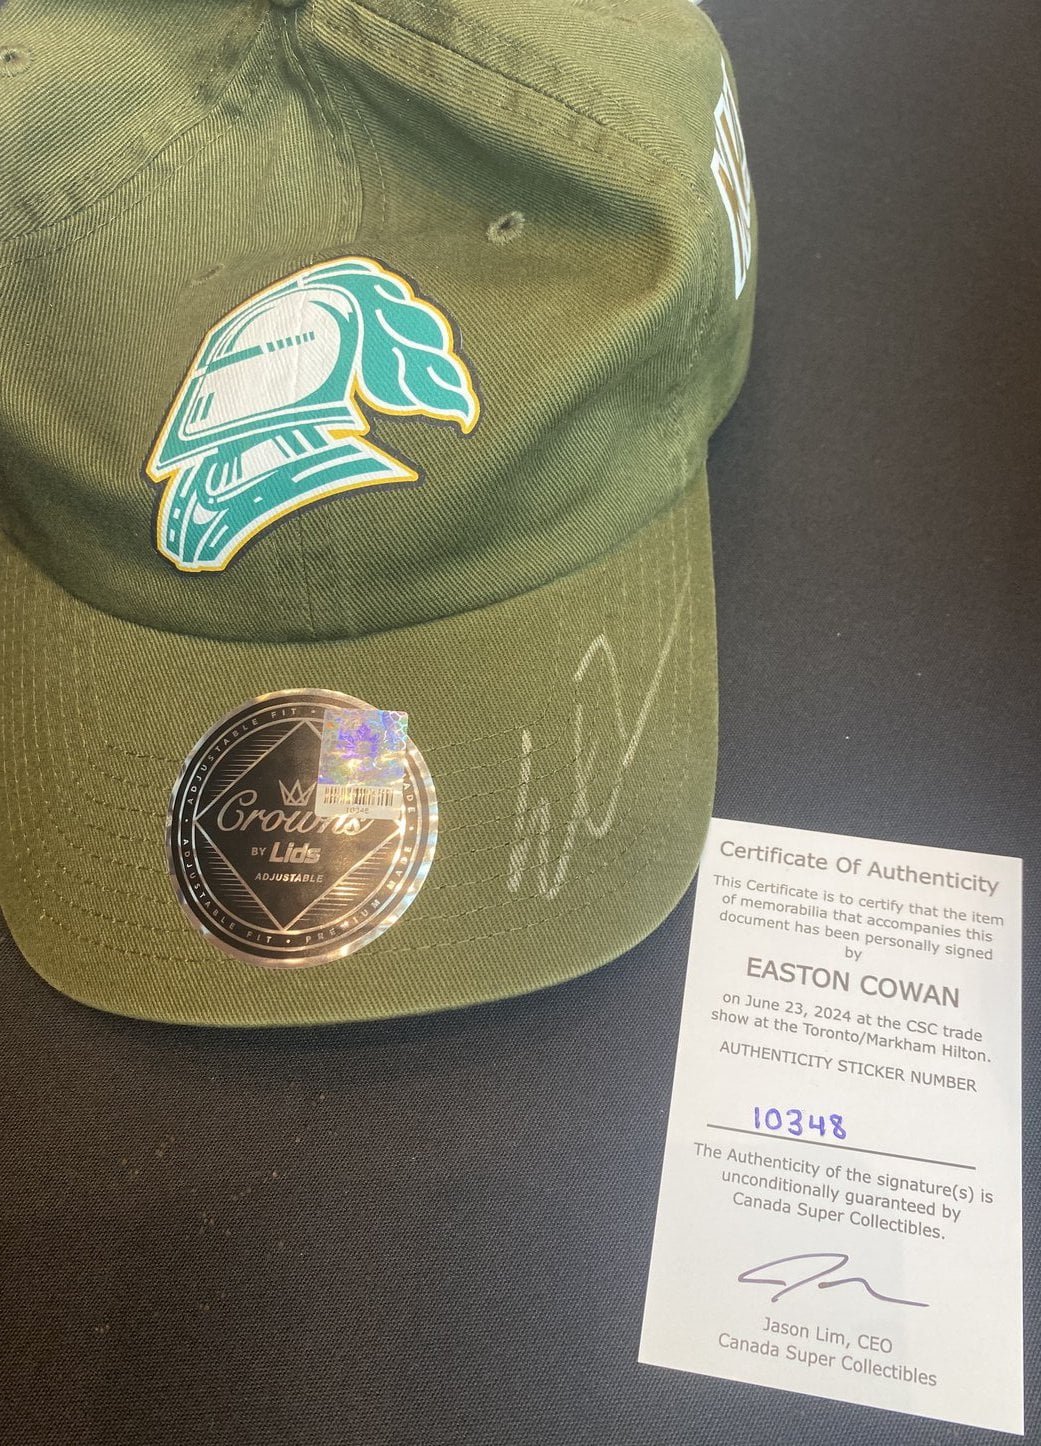 ADJUSTABLE FIT • PREMIUM MADE • ADJUSTABLE FIT •
Crowns
BY Lids
ADJUSTABLE
10348
Certificate Of Authenticity
This Certificate is to certify that the item
of memorabilia that accompanies this
document has been personally signed
by
EASTON COWAN
on June 23, 2024 at the CSC trade
show at the Toronto/Markham Hilton.
AUTHENTICITY STICKER NUMBER
10348
The Authenticity of the signature(s) is
unconditionally guaranteed by
Canada Super Collectibles.
Jason Lim, CEO
Canada Super Collectibles